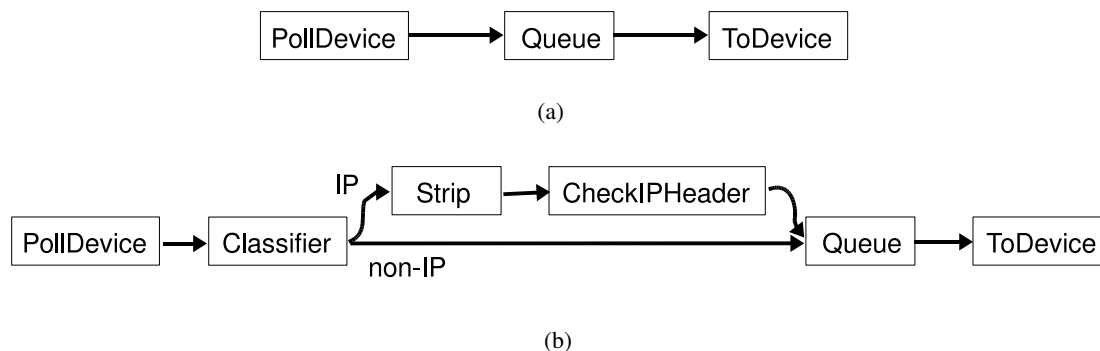 PollDevice Queue ToDevice
(a)
IP
Strip CheckIPHeader
PollDevice Classifier Queue ToDevice
non-IP
(b)